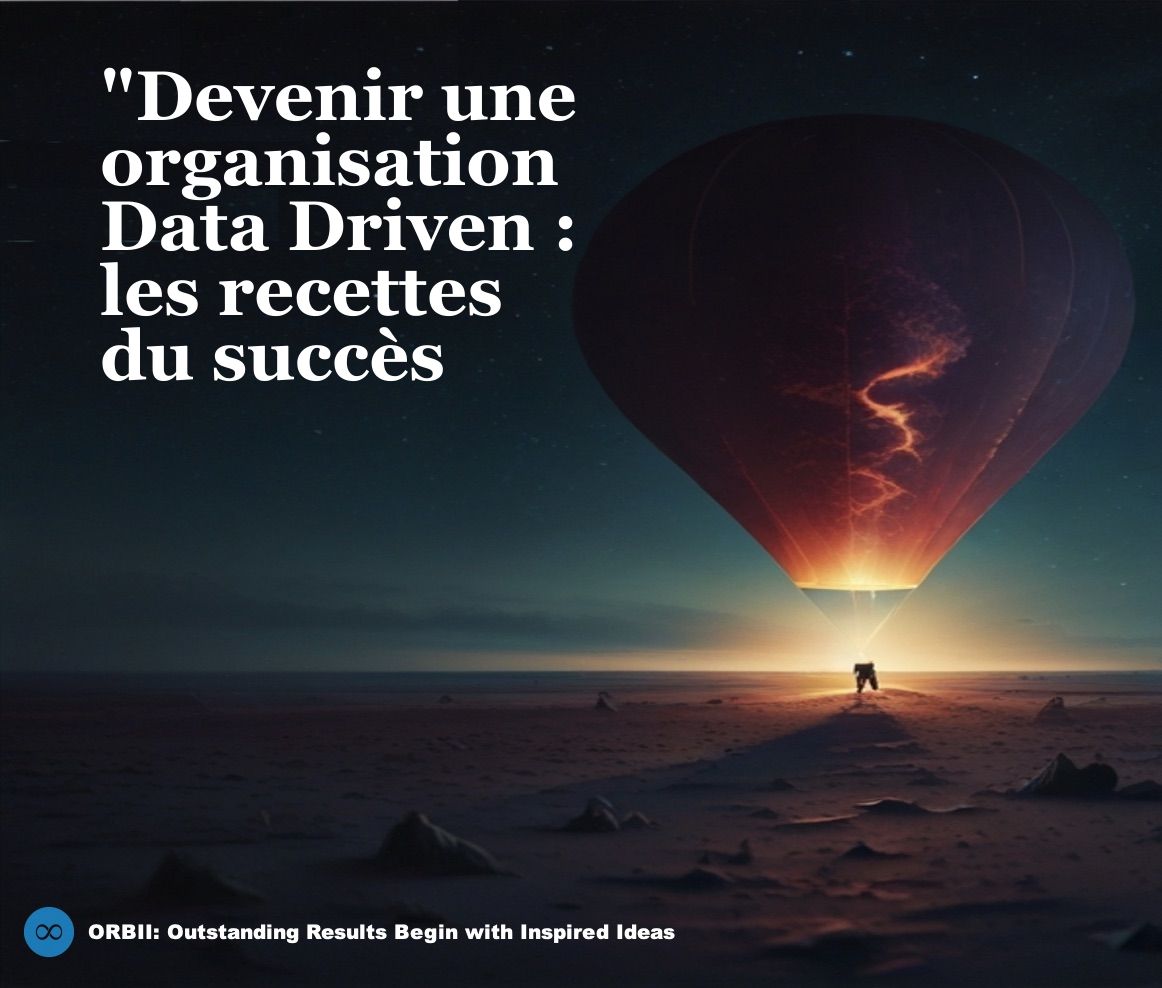 "Devenir une
organisation
Data Driven :
les recettes
du succès
∞ ORBII: Outstanding Results Begin with Inspired Ideas